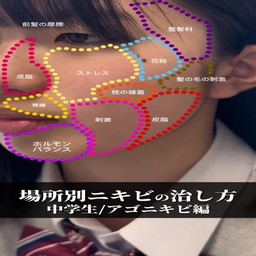 前髪の摩擦
整髪料
花粉
皮脂
ストレス
髪の毛の刺激
枕の雑菌
胃腸
刺激
皮脂
ホルモン
バランス
場所別ニキビの治し方
中学生/アゴニキビ編